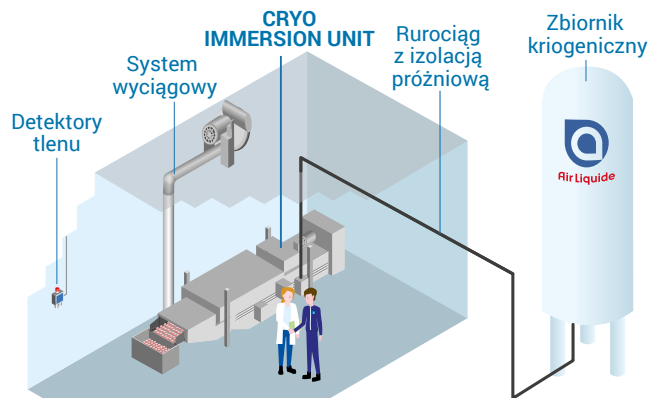 CRYO
IMMERSION UNIT
Rurociąg
z izolacją
próżniową
Zbiornik
kriogeniczny
System
wyciągowy
Detektory
tlenu
Air Liquide